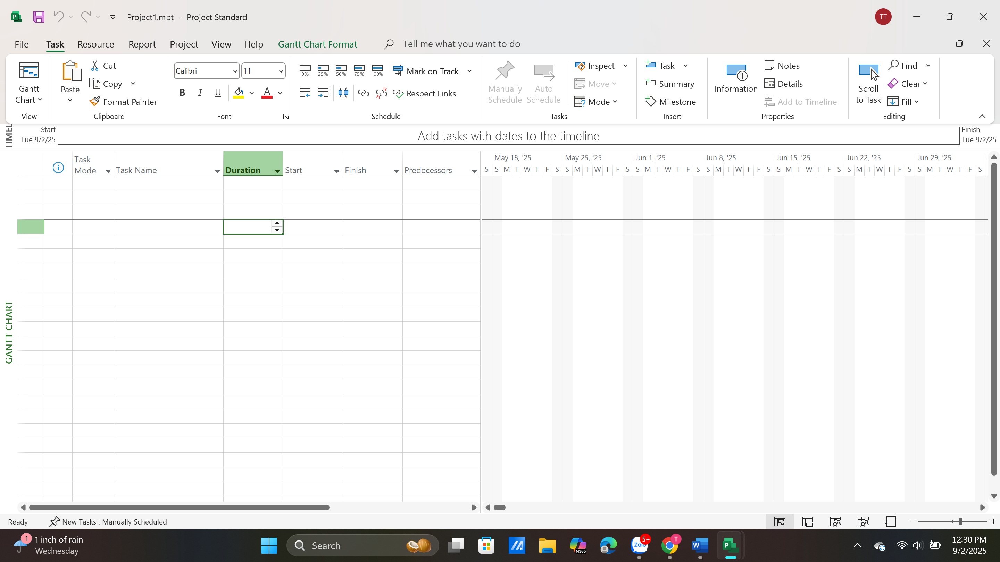 Project1.mpt - Project Standard
TT
File Task Resource Report Project View Help Gantt Chart Format Tell me what you want to do
Gantt
Chart
View
Paste
Cut
Copy
Format Painter
Clipboard
Calibri 11
B I U A
Font
0% 25% 50% 75% 100% Mark on Track
Respect Links
Schedule
Manually
Schedule
Auto
Schedule
Inspect
Move
Mode
Tasks
Task
Summary
Milestone
Insert
Information
Notes
Details
Add to Timeline
Properties
Scroll
to Task
Find
Clear
Fill
Editing
TIMEL
Start
Tue 9/2/25
Add tasks with dates to the timeline
Finish
Tue 9/2/25
Task
Mode
Task Name
Duration
Start
Finish
Predecessors
May 18, '25 May 25, '25 Jun 1, '25 Jun 8, '25 Jun 15, '25 Jun 22, '25 Jun 29, '25
S S M T W T F S S M T W T F S S M T W T F S S M T W T F S S M T W T F S S M T W T F S S M T W T F S
GANTT CHART
Ready New Tasks : Manually Scheduled
1
1 inch of rain
Wednesday
Search
M365
Zalo
5+
T
W
P
12:30 PM
9/2/2025